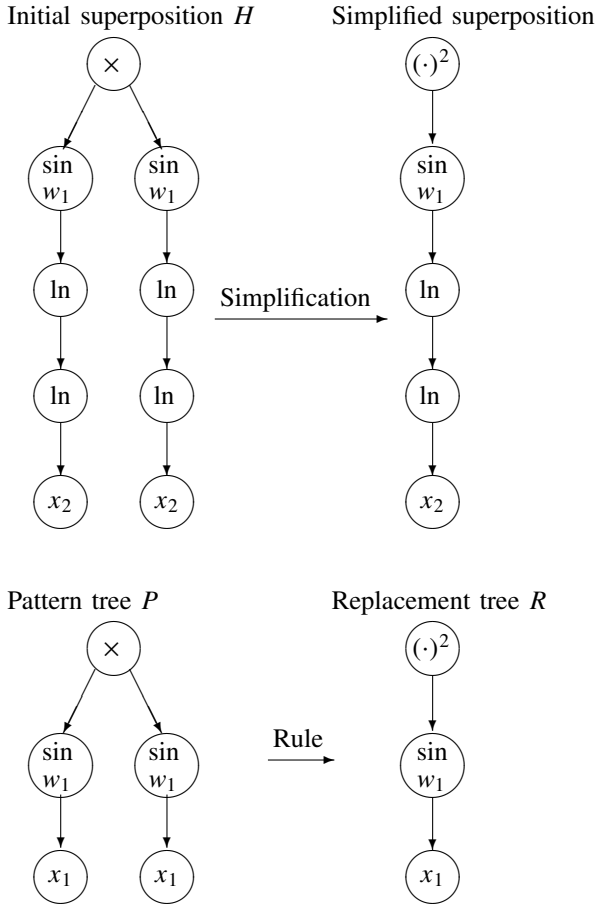 Initial superposition H
Simplified superposition
×
(·)²
sin
w₁
sin
w₁
sin
w₁
ln
ln
ln
Simplification
ln
ln
ln
x₂
x₂
x₂
Pattern tree P
Replacement tree R
×
(·)²
sin
w₁
sin
w₁
Rule
sin
w₁
x₁
x₁
x₁